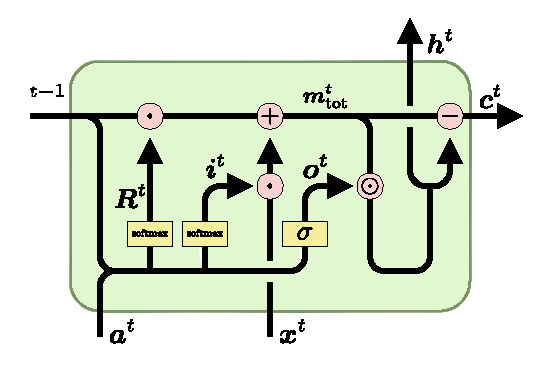 h^t
t−1
m^t_tot
c^t
·
+
−
i^t
o^t
R^t
·
⊙
softmax
softmax
σ
a^t
x^t